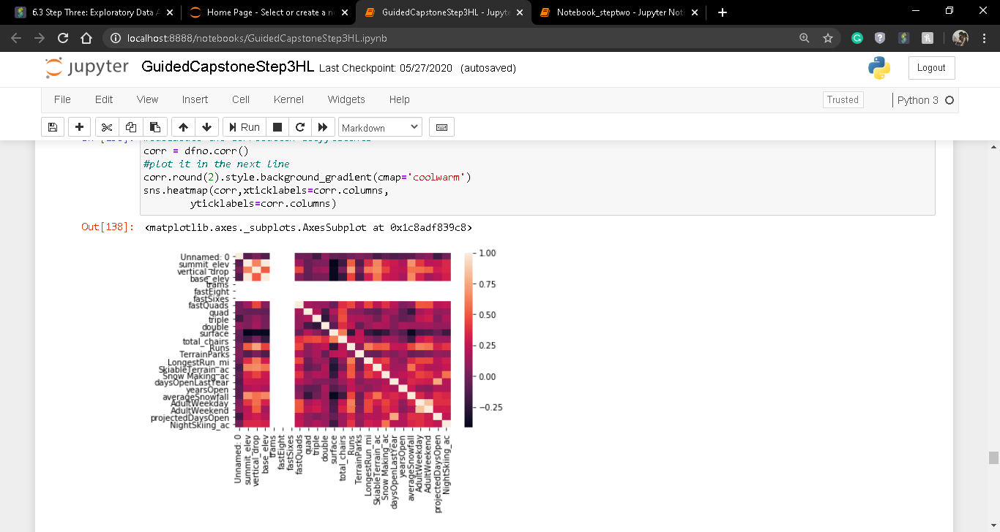 6.3 Step Three: Exploratory Data A
Home Page - Select or create a n
GuidedCapstoneStep3HL - Jupyte
Notebook_steptwo - Jupyter Not
localhost:8888/notebooks/GuidedCapstoneStep3HL.ipynb
jupyter GuidedCapstoneStep3HL Last Checkpoint: 05/27/2020 (autosaved)
Logout
File Edit View Insert Cell Kernel Widgets Help
Trusted
Python 3
Run
Markdown
corr = dfno.corr()
#plot it in the next line
corr.round(2).style.background_gradient(cmap='coolwarm')
sns.heatmap(corr,xticklabels=corr.columns,
yticklabels=corr.columns)
Out[138]: <matplotlib.axes._subplots.AxesSubplot at 0x1c8adf839c8>
Unnamed: 0
summit_elev
vertical_drop
base_elev
trams
fastEight
fastSixes
fastQuads
quad
triple
double
surface
total_chairs
Runs
TerrainParks
LongestRun_mi
SkiableTerrain_ac
Snow Making_ac
daysOpenLastYear
yearsOpen
averageSnowfall
AdultWeekday
AdultWeekend
projectedDaysOpen
NightSkiing_ac
1.00
0.75
0.50
0.25
0.00
−0.25
Unnamed: 0
summit_elev
vertical_drop
base_elev
trams
fastEight
fastSixes
fastQuads
quad
triple
double
surface
total_chairs
Runs
TerrainParks
LongestRun_mi
SkiableTerrain_ac
Snow Making_ac
daysOpenLastYear
yearsOpen
averageSnowfall
AdultWeekday
AdultWeekend
projectedDaysOpen
NightSkiing_ac